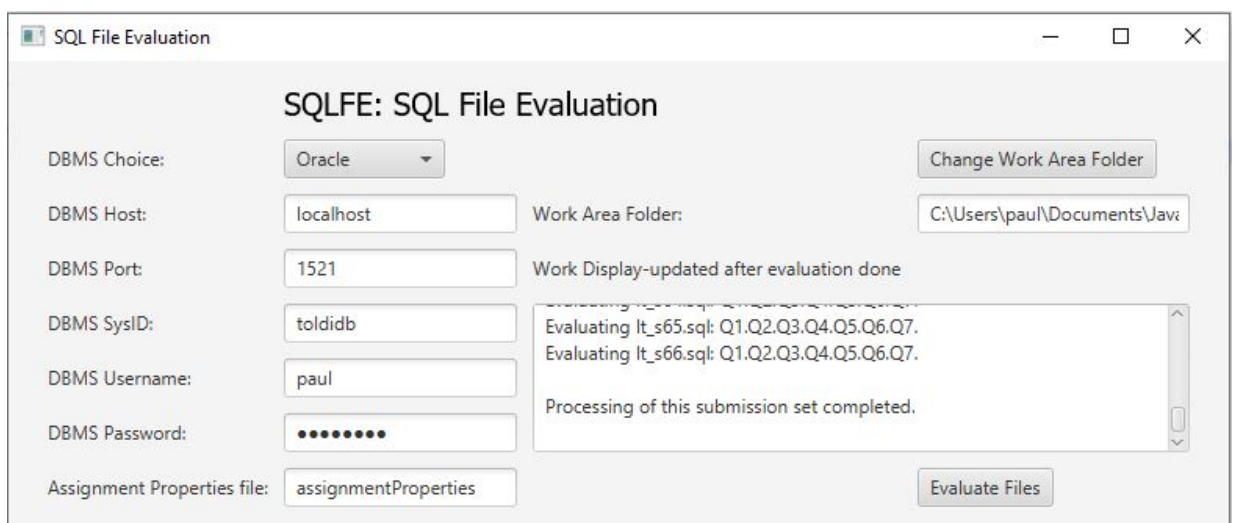 SQL File Evaluation
SQLFE: SQL File Evaluation
DBMS Choice:
Oracle
Change Work Area Folder
DBMS Host:
localhost
Work Area Folder:
C:\Users\paul\Documents\Java
DBMS Port:
1521
Work Display-updated after evaluation done
DBMS SysID:
toldidb
Evaluating lt_s65.sql: Q1.Q2.Q3.Q4.Q5.Q6.Q7.
Evaluating lt_s66.sql: Q1.Q2.Q3.Q4.Q5.Q6.Q7.
DBMS Username:
paul
Processing of this submission set completed.
DBMS Password:
••••••••
Assignment Properties file:
assignmentProperties
Evaluate Files